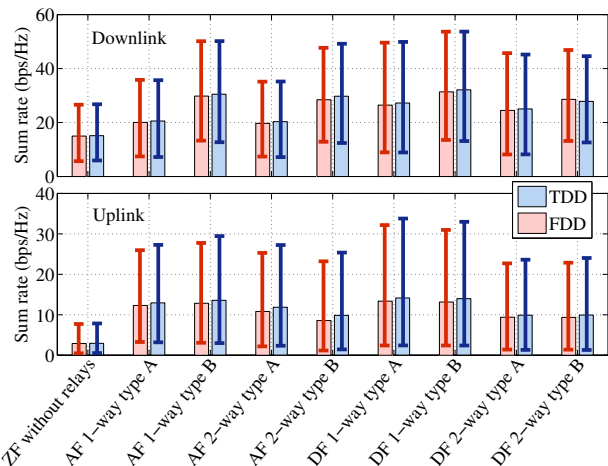 60
Downlink
40
20
0
Sum rate (bps/Hz)
40
Uplink
30
20
10
0
Sum rate (bps/Hz)
TDD
FDD
ZF without relays
AF 1−way type A
AF 1−way type B
AF 2−way type A
AF 2−way type B
DF 1−way type A
DF 1−way type B
DF 2−way type A
DF 2−way type B